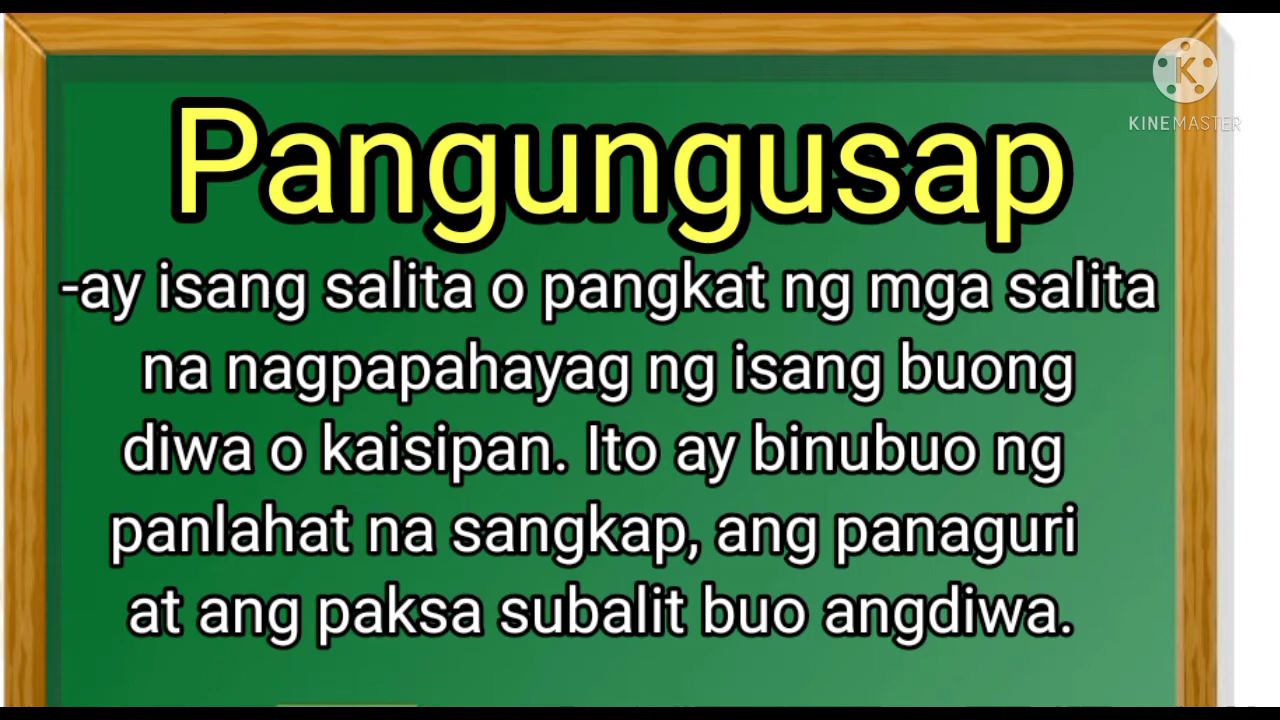 KINEMASTER
Pangungusap
-ay isang salita o pangkat ng mga salita
na nagpapahayag ng isang buong
diwa o kaisipan. Ito ay binubuo ng
panlahat na sangkap, ang panaguri
at ang paksa subalit buo angdiwa.